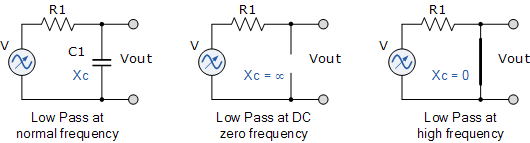 R1
V
C1
Xc
Vout
Low Pass at
normal frequency
R1
V
Xc = ∞
Vout
Low Pass at DC
zero frequency
R1
V
Xc = 0
Vout
Low Pass at
high frequency